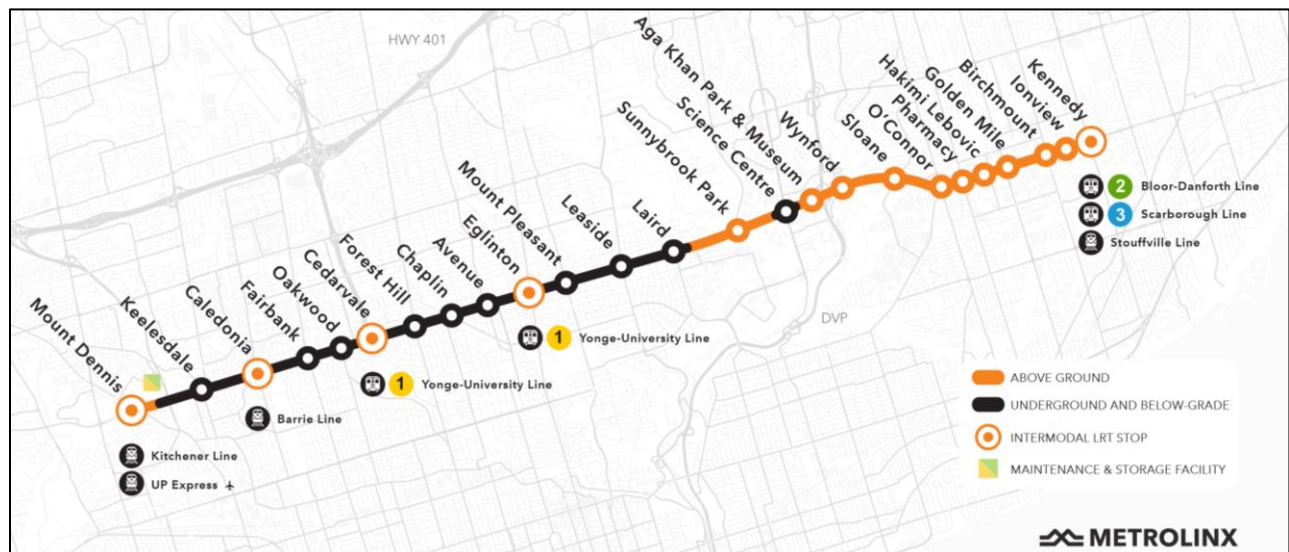 HWY 401
Mount Dennis
Keelesdale
Caledonia
Fairbank
Oakwood
Cedarvale
Forest Hill
Chaplin
Avenue
Eglinton
Mount Pleasant
Leaside
Laird
Sunnybrook Park
Science Centre
Aga Khan Park & Museum
Wynford
Sloane
O'Connor
Pharmacy
Hakimi Lebovic
Golden Mile
Birchmount
Ionview
Kennedy
2 Bloor-Danforth Line
3 Scarborough Line
Stouffville Line
DVP
1 Yonge-University Line
1 Yonge-University Line
Barrie Line
Kitchener Line
UP Express
ABOVE GROUND
UNDERGROUND AND BELOW-GRADE
INTERMODAL LRT STOP
MAINTENANCE & STORAGE FACILITY
METROLINX